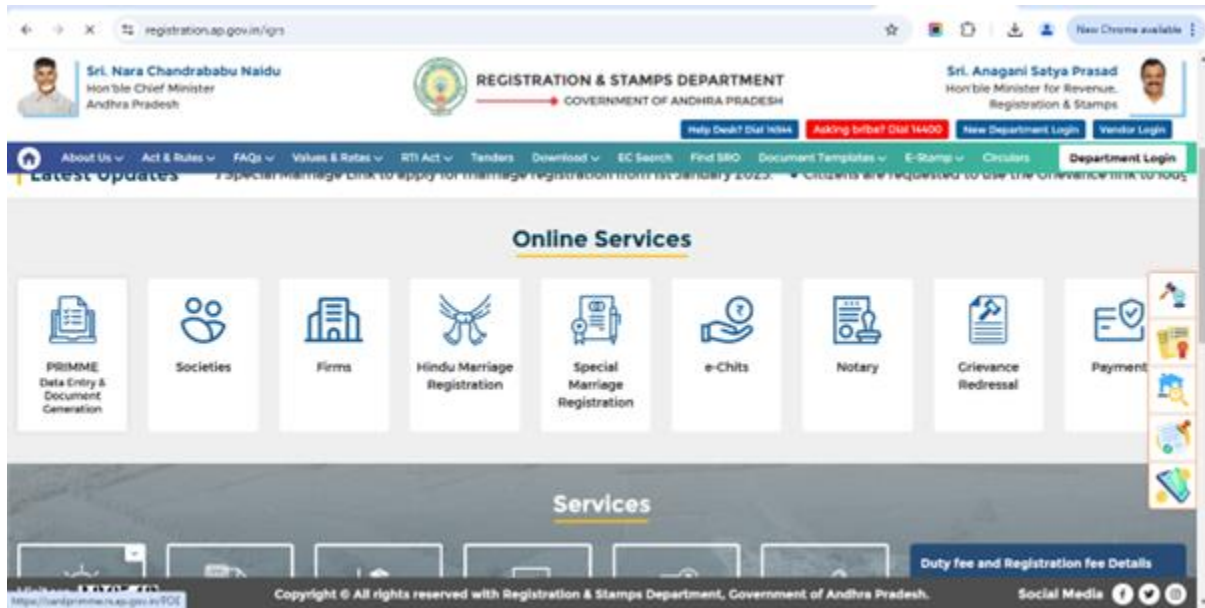 registration.ap.gov.in/igrs
New Chrome available
Sri. Nara Chandrababu Naidu
Hon'ble Chief Minister
Andhra Pradesh
REGISTRATION & STAMPS DEPARTMENT
GOVERNMENT OF ANDHRA PRADESH
Sri. Anagani Satya Prasad
Hon'ble Minister for Revenue,
Registration & Stamps
Help Desk? Dial 14544 Asking bribe? Dial 14400 New Department Login Vendor Login
About Us Act & Rules FAQs Values & Rates RTI Act Tenders Download EC Search Find SRO Document Templates E-Stamp Circulars Department Login
Latest Updates Special Marriage Link to apply for marriage registration from 1st January 2025. • Citizens are requested to use the Grievance link to
Online Services
PRIMME
Data Entry &
Document
Generation
Societies
Firms
Hindu Marriage
Registration
Special
Marriage
Registration
e-Chits
Notary
Grievance
Redressal
Payment
Services
Duty fee and Registration fee Details
Copyright © All rights reserved with Registration & Stamps Department, Government of Andhra Pradesh.
Social Media